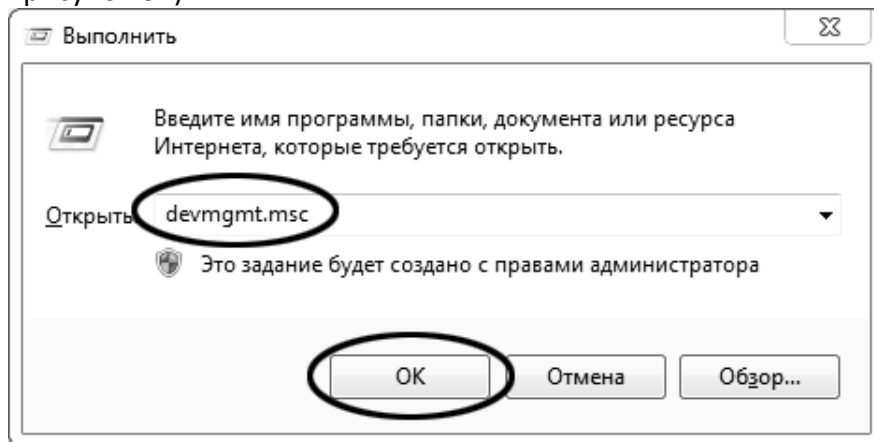 Выполнить
Введите имя программы, папки, документа или ресурса
Интернета, которые требуется открыть.
Открыть devmgmt.msc
Это задание будет создано с правами администратора
OK Отмена Обзор...